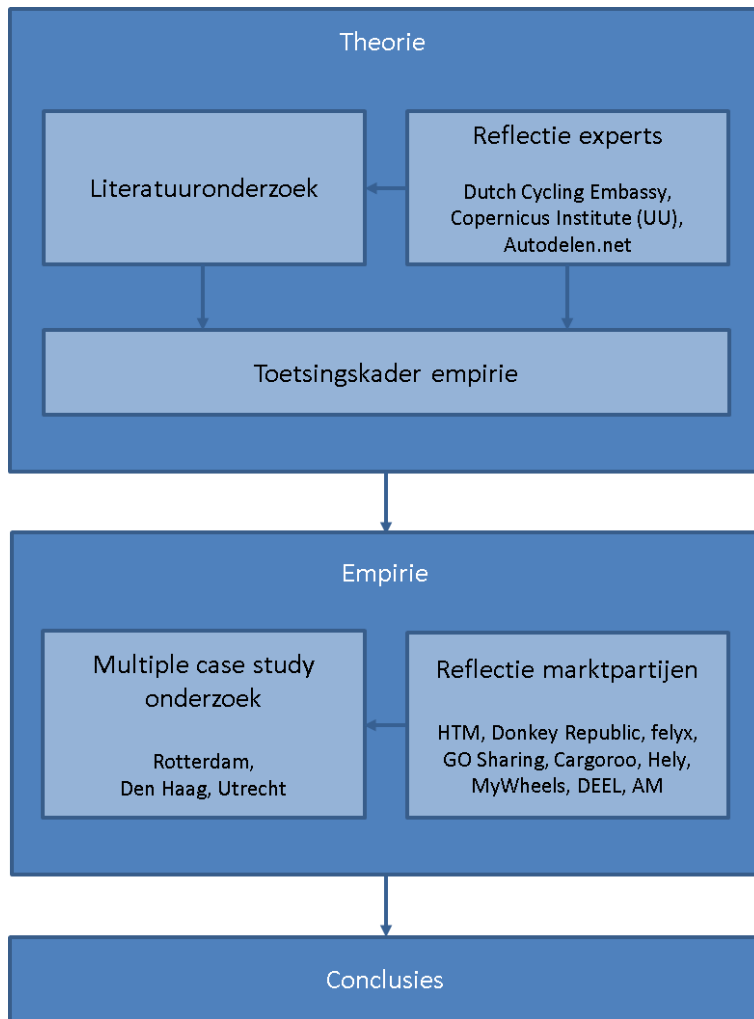 Theorie
Literatuuronderzoek
Reflectie experts
Dutch Cycling Embassy,
Copernicus Institute (UU),
Autodelen.net
Toetsingskader empirie
Empirie
Multiple case study
onderzoek
Rotterdam,
Den Haag, Utrecht
Reflectie marktpartijen
HTM, Donkey Republic, felyx,
GO Sharing, Cargoroo, Hely,
MyWheels, DEEL, AM
Conclusies